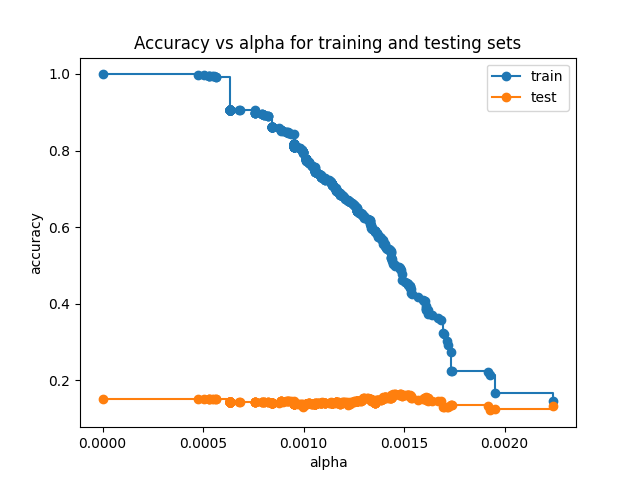 Accuracy vs alpha for training and testing sets
train
test
accuracy
1.0
0.8
0.6
0.4
0.2
0.0000 0.0005 0.0010 0.0015 0.0020
alpha